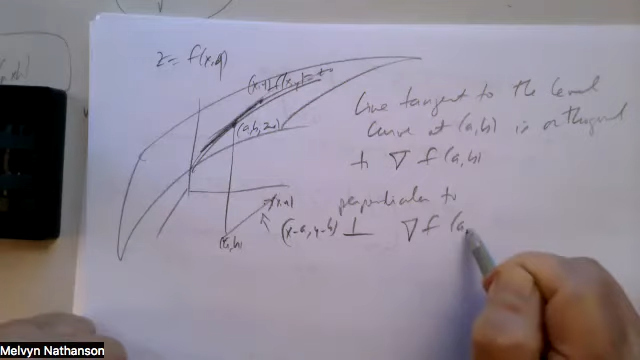 z = f(x,y)
(a,b,z₀)
Line tangent to the level
curve at (a,b) is orthogonal
to ∇ f (a,b)
(x,y)
perpendicular to
(x-a, y-b) ⊥ ∇ f (a,
(a,b)
Melvyn Nathanson